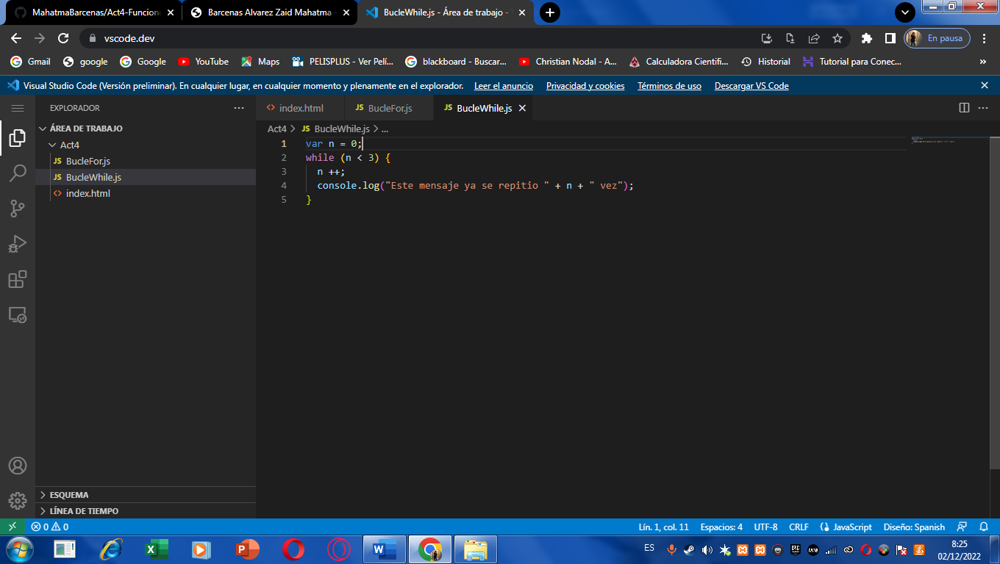 MahatmaBarcenas/Act4-Funcion
Barcenas Alvarez Zaid Mahatma
BucleWhile.js - Área de trabajo -
vscode.dev
En pausa
Gmail google Google YouTube Maps PELISPLUS - Ver Pelí... blackboard - Buscar... Christian Nodal - A... Calculadora Científi... Historial Tutorial para Conec... »
Visual Studio Code (Versión preliminar). En cualquier lugar, en cualquier momento y plenamente en el explorador. Leer el anuncio Privacidad y cookies Términos de uso Descargar VS Code
EXPLORADOR
ÁREA DE TRABAJO
Act4
JS BucleFor.js
JS BucleWhile.js
<> index.html
ESQUEMA
LÍNEA DE TIEMPO
<> index.html JS BucleFor.js JS BucleWhile.js
Act4 > JS BucleWhile.js > ...
1 var n = 0;
2 while (n < 3) {
3 n ++;
4 console.log("Este mensaje ya se repitio " + n + " vez");
5 }
0 0
Lín. 1, col. 11 Espacios: 4 UTF-8 CRLF JavaScript Diseño: Spanish
ES
8:25
02/12/2022